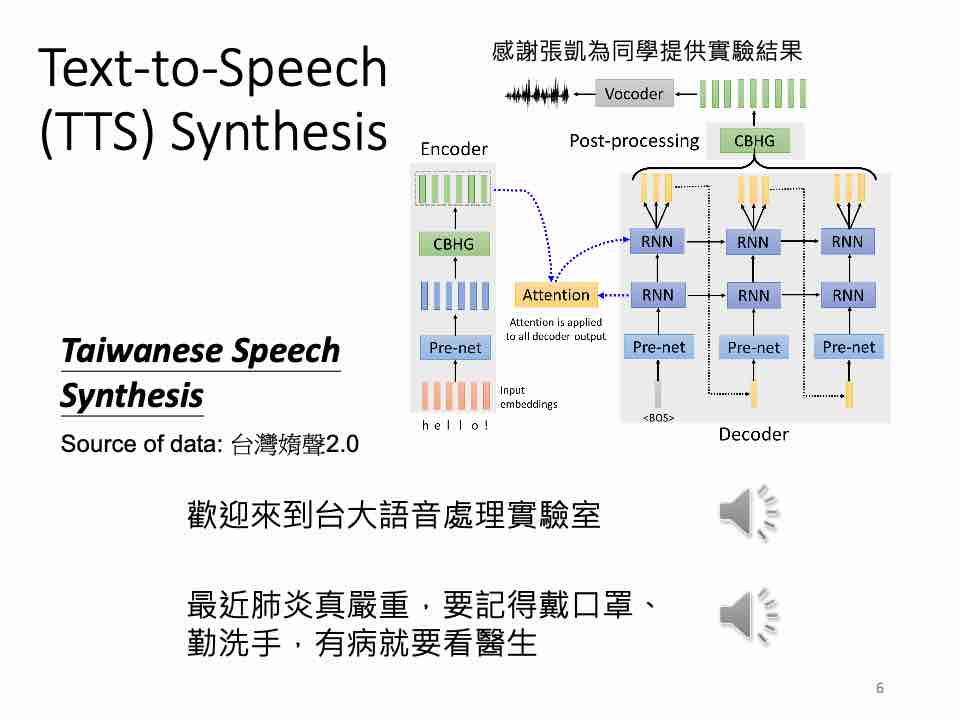 Text-to-Speech
(TTS) Synthesis
感謝張凱為同學提供實驗結果
Vocoder
Post-processing
CBHG
Encoder
CBHG
Pre-net
Input
embeddings
h e l l o !
Attention
Attention is applied
to all decoder output
RNN RNN RNN
RNN RNN RNN
Pre-net Pre-net Pre-net
<BOS>
Decoder
Taiwanese Speech
Synthesis
Source of data: 台灣媠聲2.0
歡迎來到台大語音處理實驗室
最近肺炎真嚴重，要記得戴口罩、
勤洗手，有病就要看醫生
6